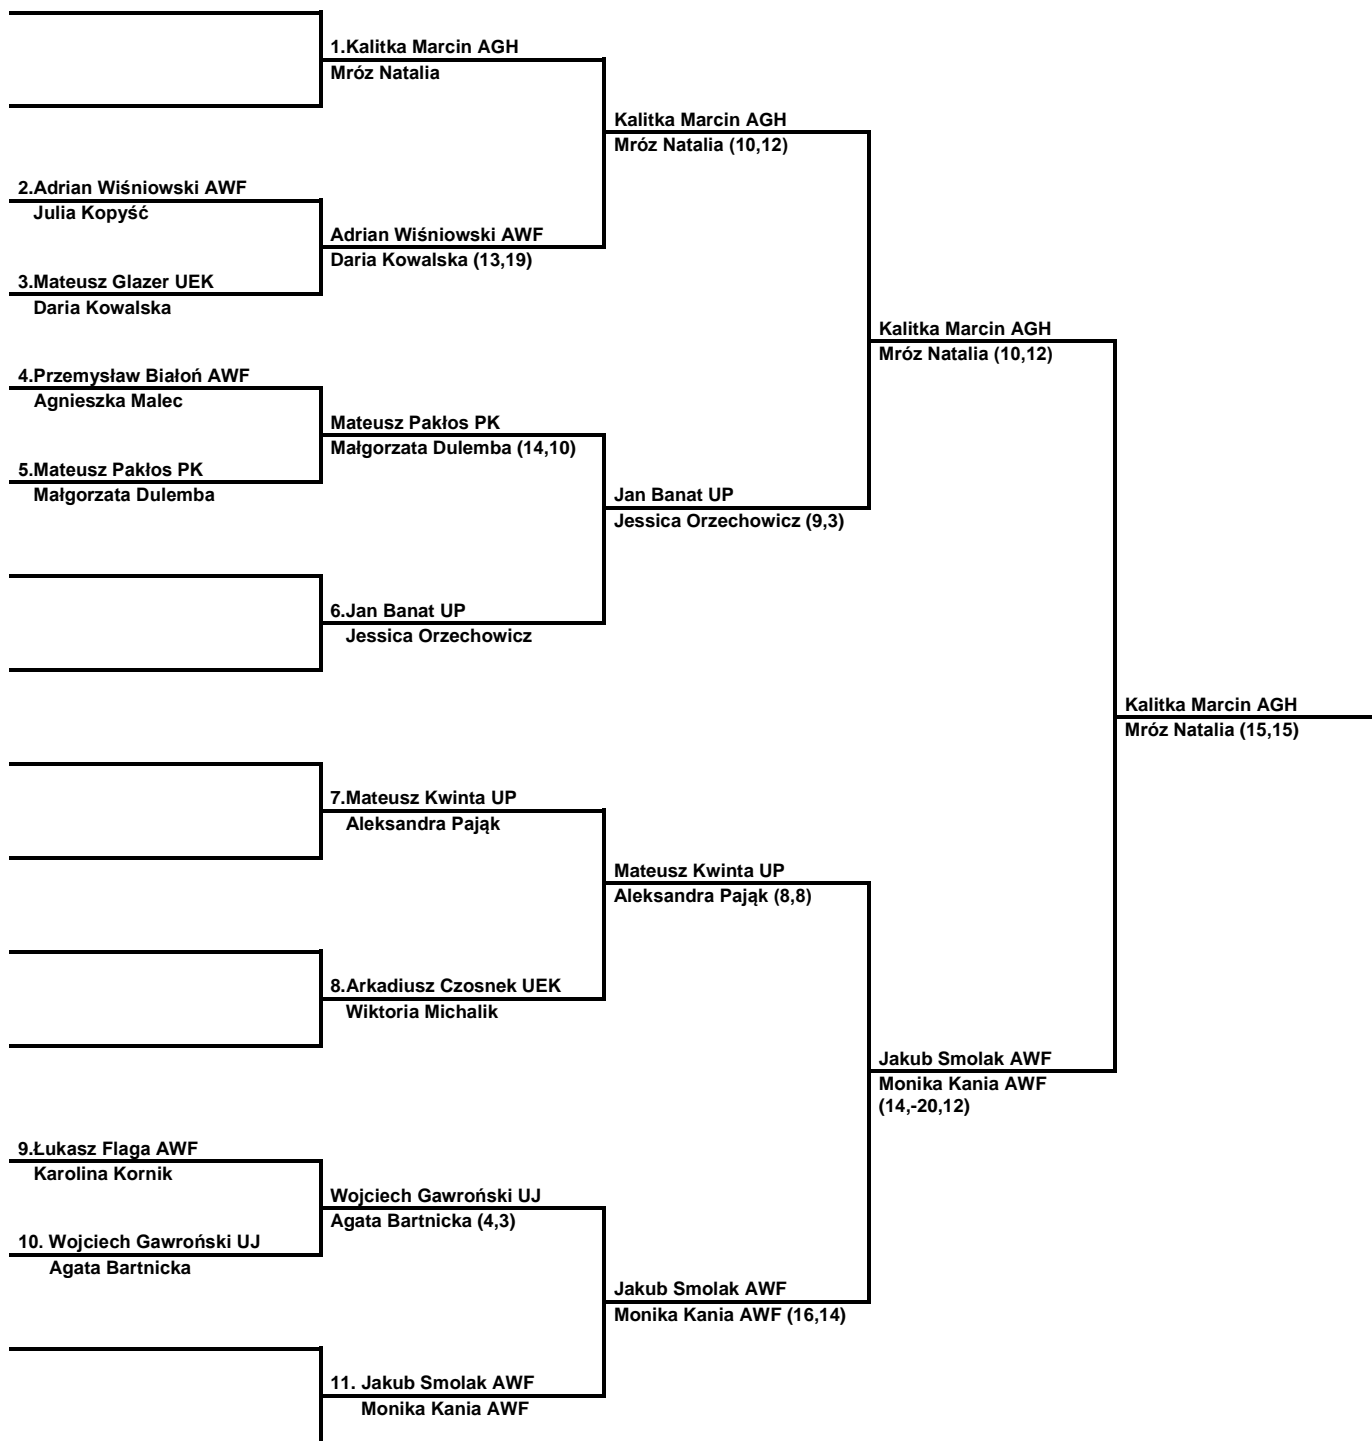 1.Kalitka Marcin AGH
Mróz Natalia
Kalitka Marcin AGH
Mróz Natalia (10,12)
2.Adrian Wiśniowski AWF
Julia Kopyść
Adrian Wiśniowski AWF
Daria Kowalska (13,19)
3.Mateusz Glazer UEK
Daria Kowalska
Kalitka Marcin AGH
Mróz Natalia (10,12)
4.Przemysław Białoń AWF
Agnieszka Malec
Mateusz Pakłos PK
Małgorzata Dulemba (14,10)
5.Mateusz Pakłos PK
Małgorzata Dulemba
Jan Banat UP
Jessica Orzechowicz (9,3)
6.Jan Banat UP
Jessica Orzechowicz
Kalitka Marcin AGH
Mróz Natalia (15,15)
7.Mateusz Kwinta UP
Aleksandra Pająk
Mateusz Kwinta UP
Aleksandra Pająk (8,8)
8.Arkadiusz Czosnek UEK
Wiktoria Michalik
Jakub Smolak AWF
Monika Kania AWF
(14,-20,12)
9.Łukasz Flaga AWF
Karolina Kornik
Wojciech Gawroński UJ
Agata Bartnicka (4,3)
10. Wojciech Gawroński UJ
Agata Bartnicka
Jakub Smolak AWF
Monika Kania AWF (16,14)
11. Jakub Smolak AWF
Monika Kania AWF